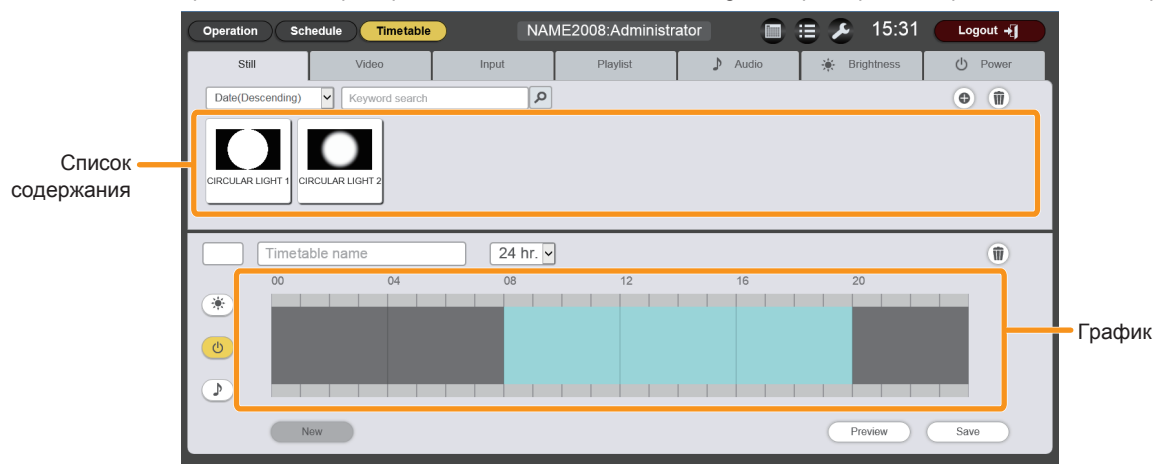 Operation Schedule Timetable NAME2008:Administrator 15:31 Logout
Still Video Input Playlist Audio Brightness Power
Date(Descending) Keyword search
CIRCULAR LIGHT 1 CIRCULAR LIGHT 2
Список
содержания
Timetable name 24 hr.
00 04 08 12 16 20
График
New Preview Save